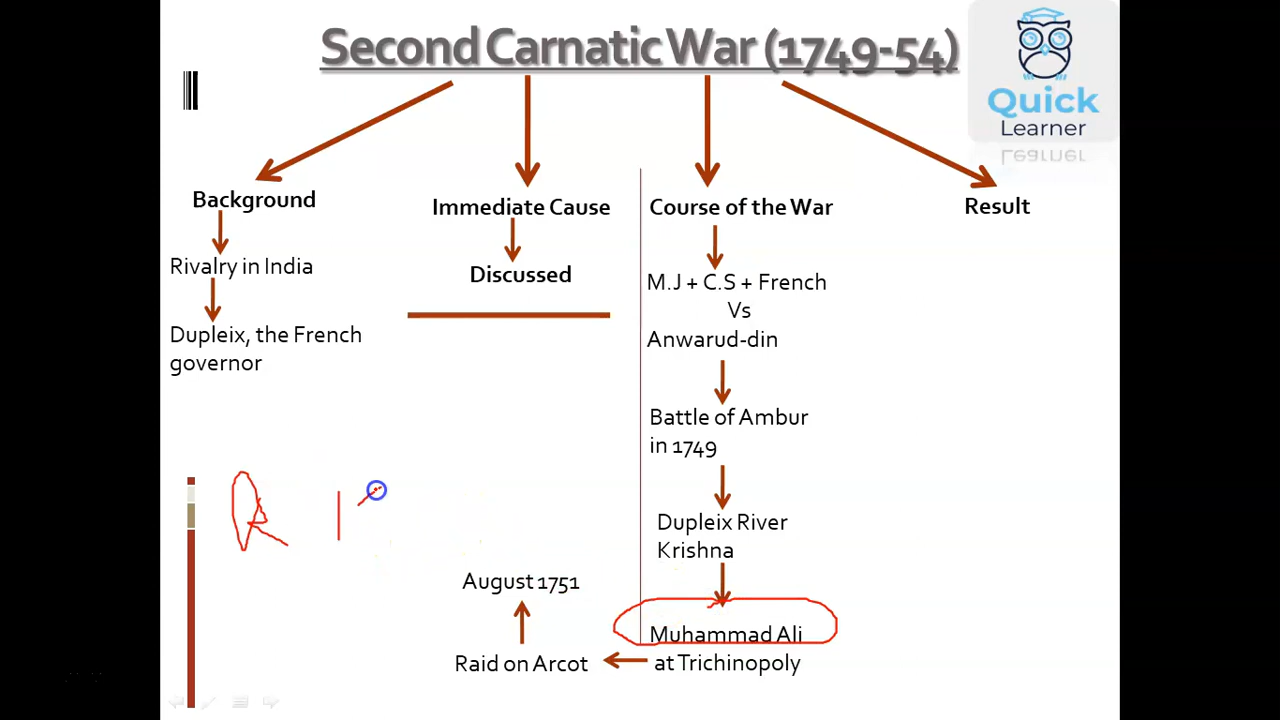 Second Carnatic War (1749-54)
Quick
Learner
Background
Rivalry in India
Dupleix, the French
governor
Immediate Cause
Discussed
Course of the War
M.J + C.S + French
Vs
Anwarud-din
Battle of Ambur
in 1749
Dupleix River
Krishna
Muhammad Ali
at Trichinopoly
Raid on Arcot
August 1751
Result
R